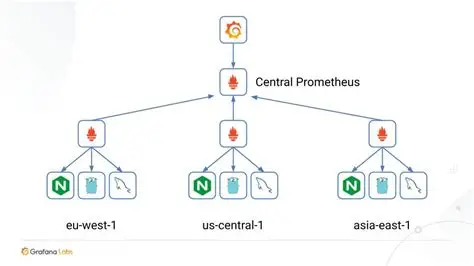 Central Prometheus
N N N
eu-west-1 us-central-1 asia-east-1
Grafana Labs